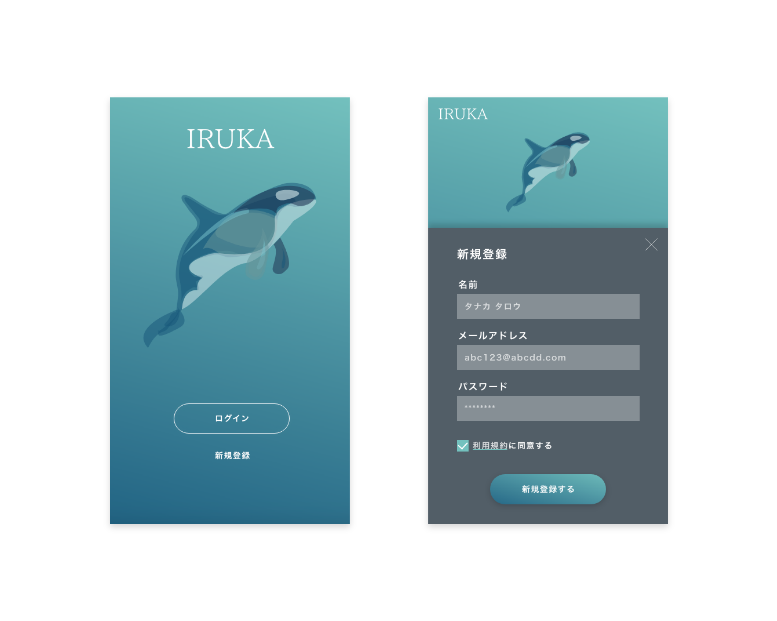 IRUKA
ログイン
新規登録
IRUKA
新規登録
名前
タナカ タロウ
メールアドレス
abc123@abcdd.com
パスワード
********
利用規約に同意する
新規登録する